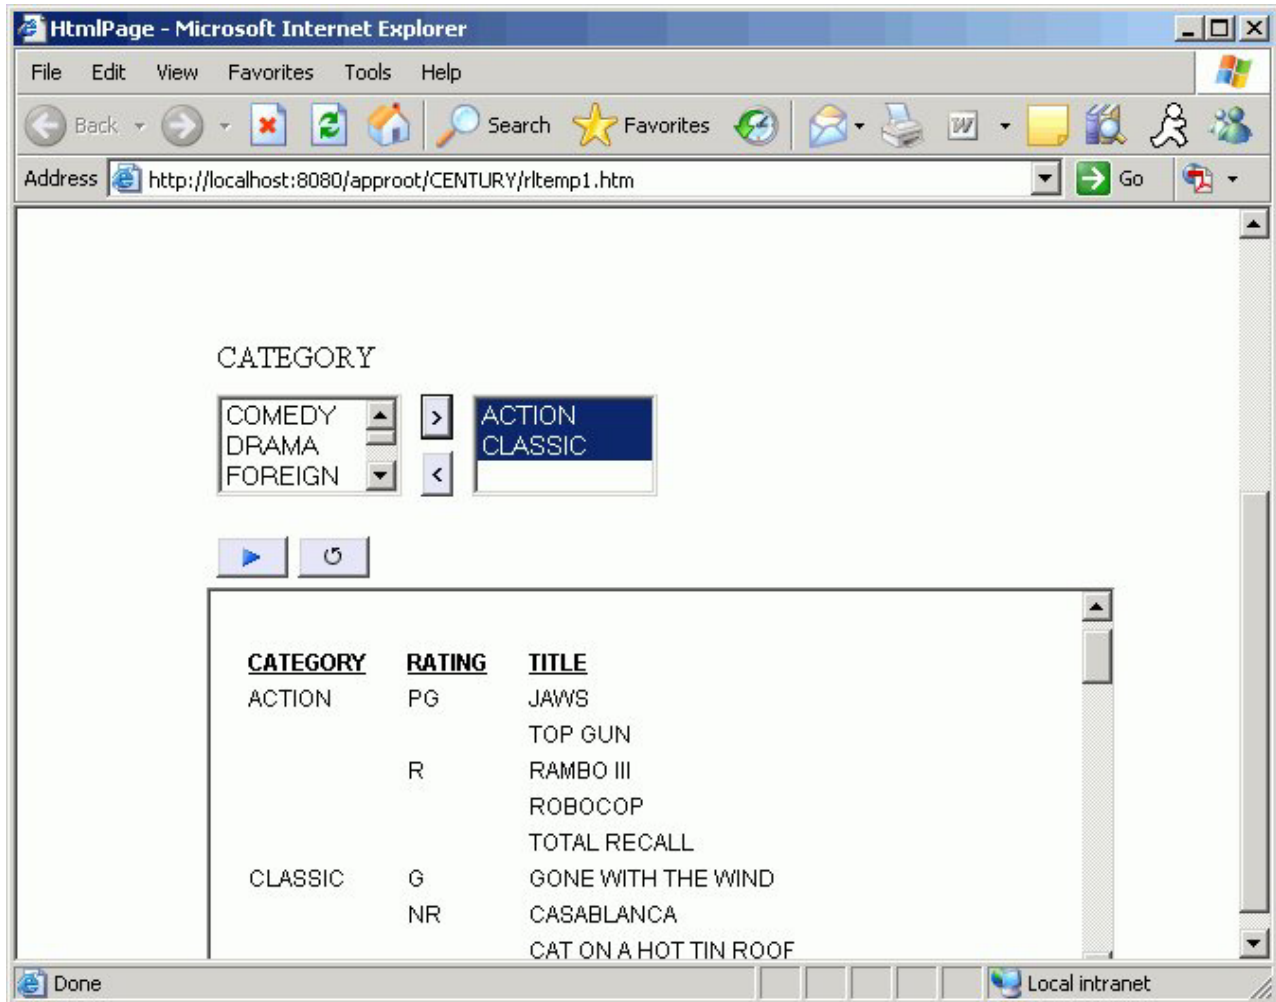 HtmlPage - Microsoft Internet Explorer
File Edit View Favorites Tools Help
Back Search Favorites
Address http://localhost:8080/approot/CENTURY/rltemp1.htm Go
CATEGORY
COMEDY > ACTION
DRAMA CLASSIC
FOREIGN <
CATEGORY RATING TITLE
ACTION PG JAWS
TOP GUN
R RAMBO III
ROBOCOP
TOTAL RECALL
CLASSIC G GONE WITH THE WIND
NR CASABLANCA
CAT ON A HOT TIN ROOF
Done Local intranet